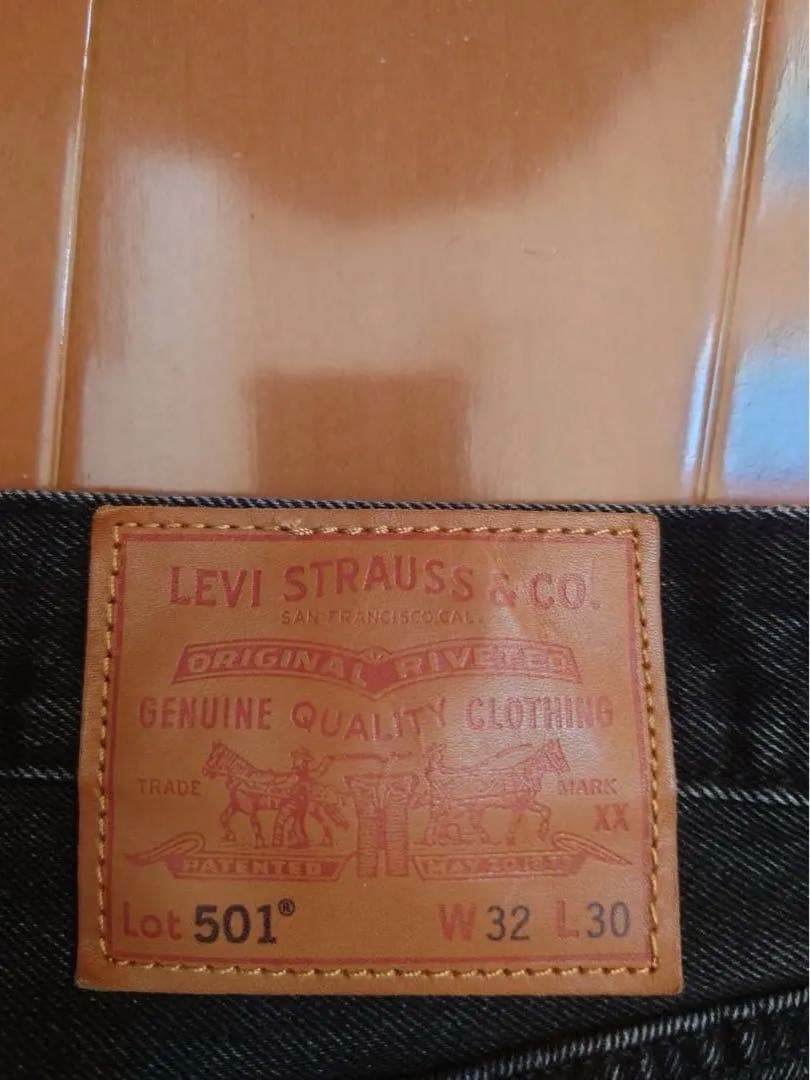 LEVI STRAUSS & CO.
SAN FRANCISCO, CAL.
ORIGINAL RIVETED
GENUINE QUALITY CLOTHING
TRADE MARK
XX
PATENTED MAY 20 1873
Lot 501® W 32 L 30